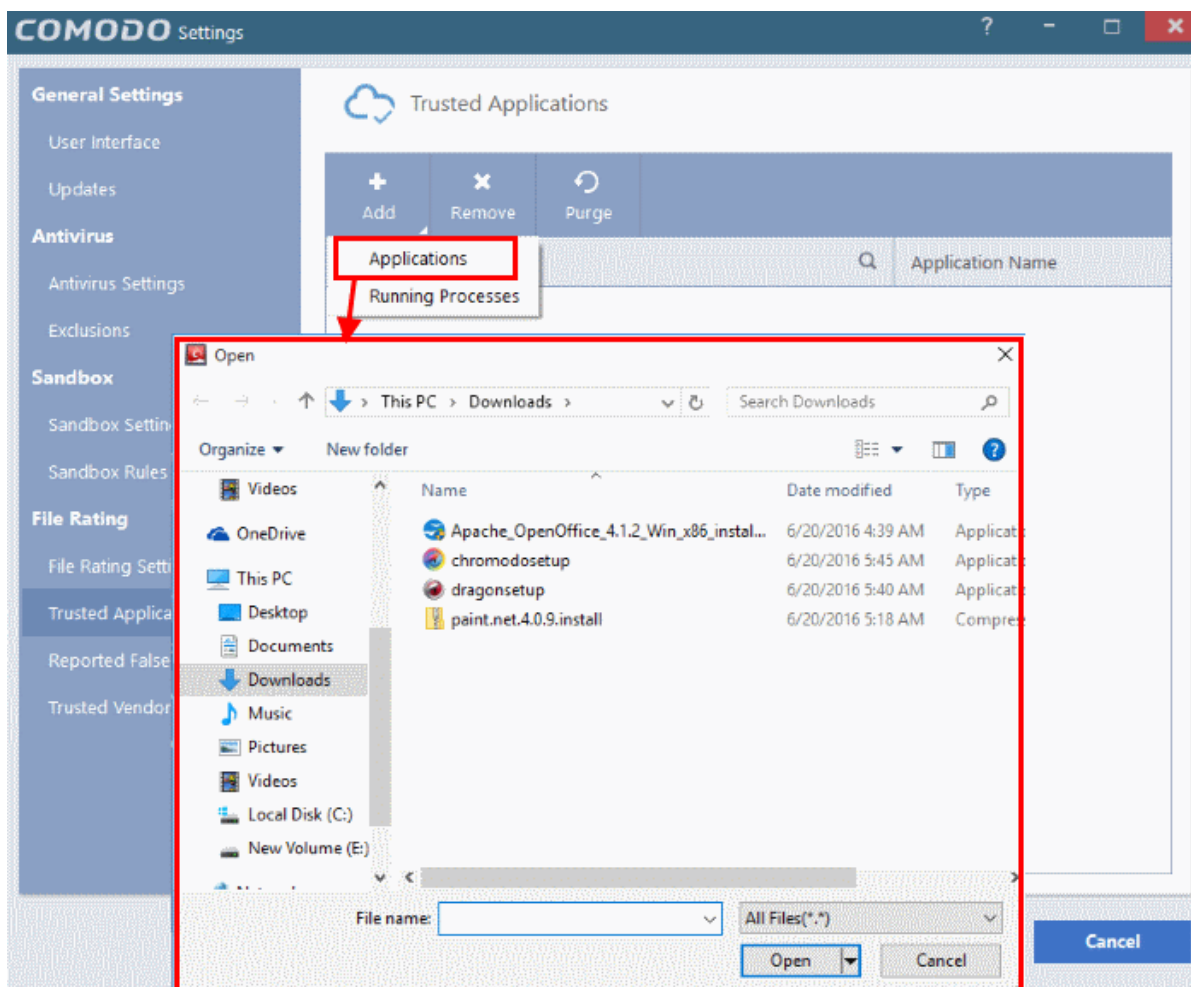 COMODO Settings
?
General Settings
User Interface
Updates
Antivirus
Antivirus Settings
Exclusions
Sandbox
Sandbox Settin
Sandbox Rules
File Rating
File Rating Setti
Trusted Applica
Reported False
Trusted Vendor
Trusted Applications
Add
Remove
Purge
Applications
Running Processes
Application Name
Open
This PC > Downloads >
Search Downloads
Organize
New folder
?
Videos
OneDrive
This PC
Desktop
Documents
Downloads
Music
Pictures
Videos
Local Disk (C:)
New Volume (E:)
Name Date modified Type
Apache_OpenOffice_4.1.2_Win_x86_instal... 6/20/2016 4:39 AM Applicati
chromodosetup 6/20/2016 5:45 AM Applicati
dragonsetup 6/20/2016 5:40 AM Applicati
paint.net.4.0.9.install 6/20/2016 5:18 AM Compres
File name:
All Files(*.*)
Open
Cancel
Cancel